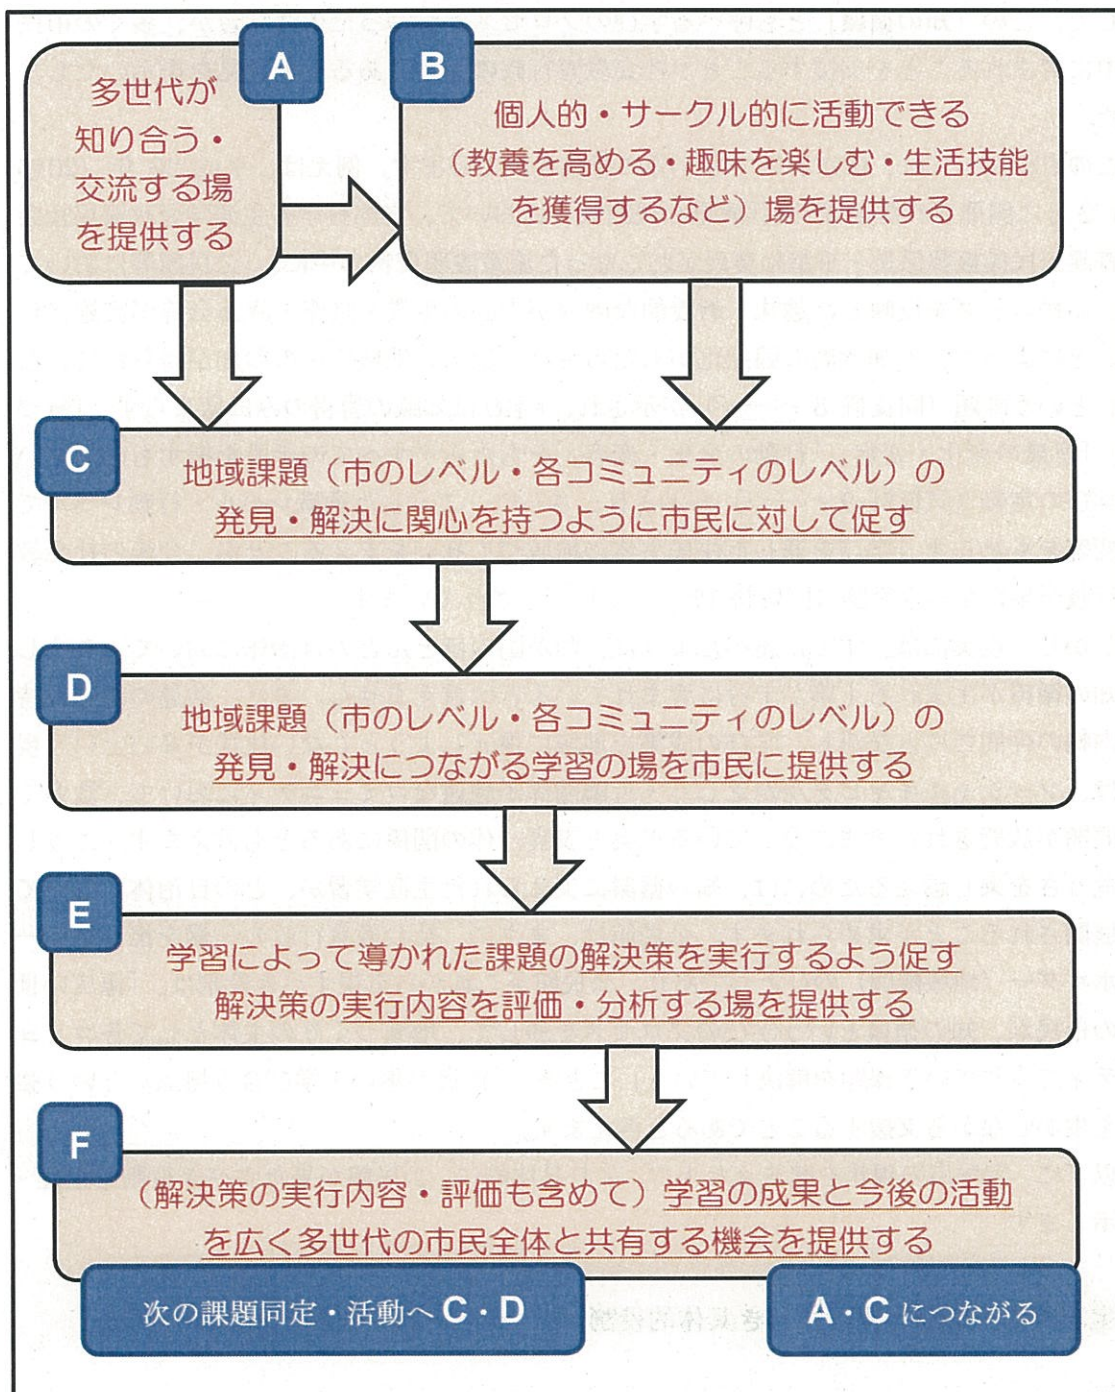 A
多世代が
知り合う・
交流する場
を提供する
B
個人的・サークル的に活動できる
(教養を高める・趣味を楽しむ・生活技能
を獲得するなど)場を提供する
C
地域課題(市のレベル・各コミュニティのレベル)の
発見・解決に関心を持つように市民に対して促す
D
地域課題(市のレベル・各コミュニティのレベル)の
発見・解決につながる学習の場を市民に提供する
E
学習によって導かれた課題の解決策を実行するよう促す
解決策の実行内容を評価・分析する場を提供する
F
(解決策の実行内容・評価も含めて)学習の成果と今後の活動
を広く多世代の市民全体と共有する機会を提供する
次の課題同定・活動へ C・D
A・C につながる